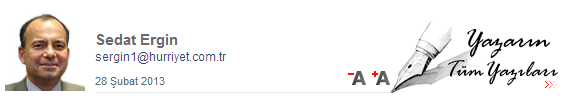 Sedat Ergin
sergin1@hurriyet.com.tr
28 Şubat 2013
-A +A
Yazarın
Tüm Yazıları